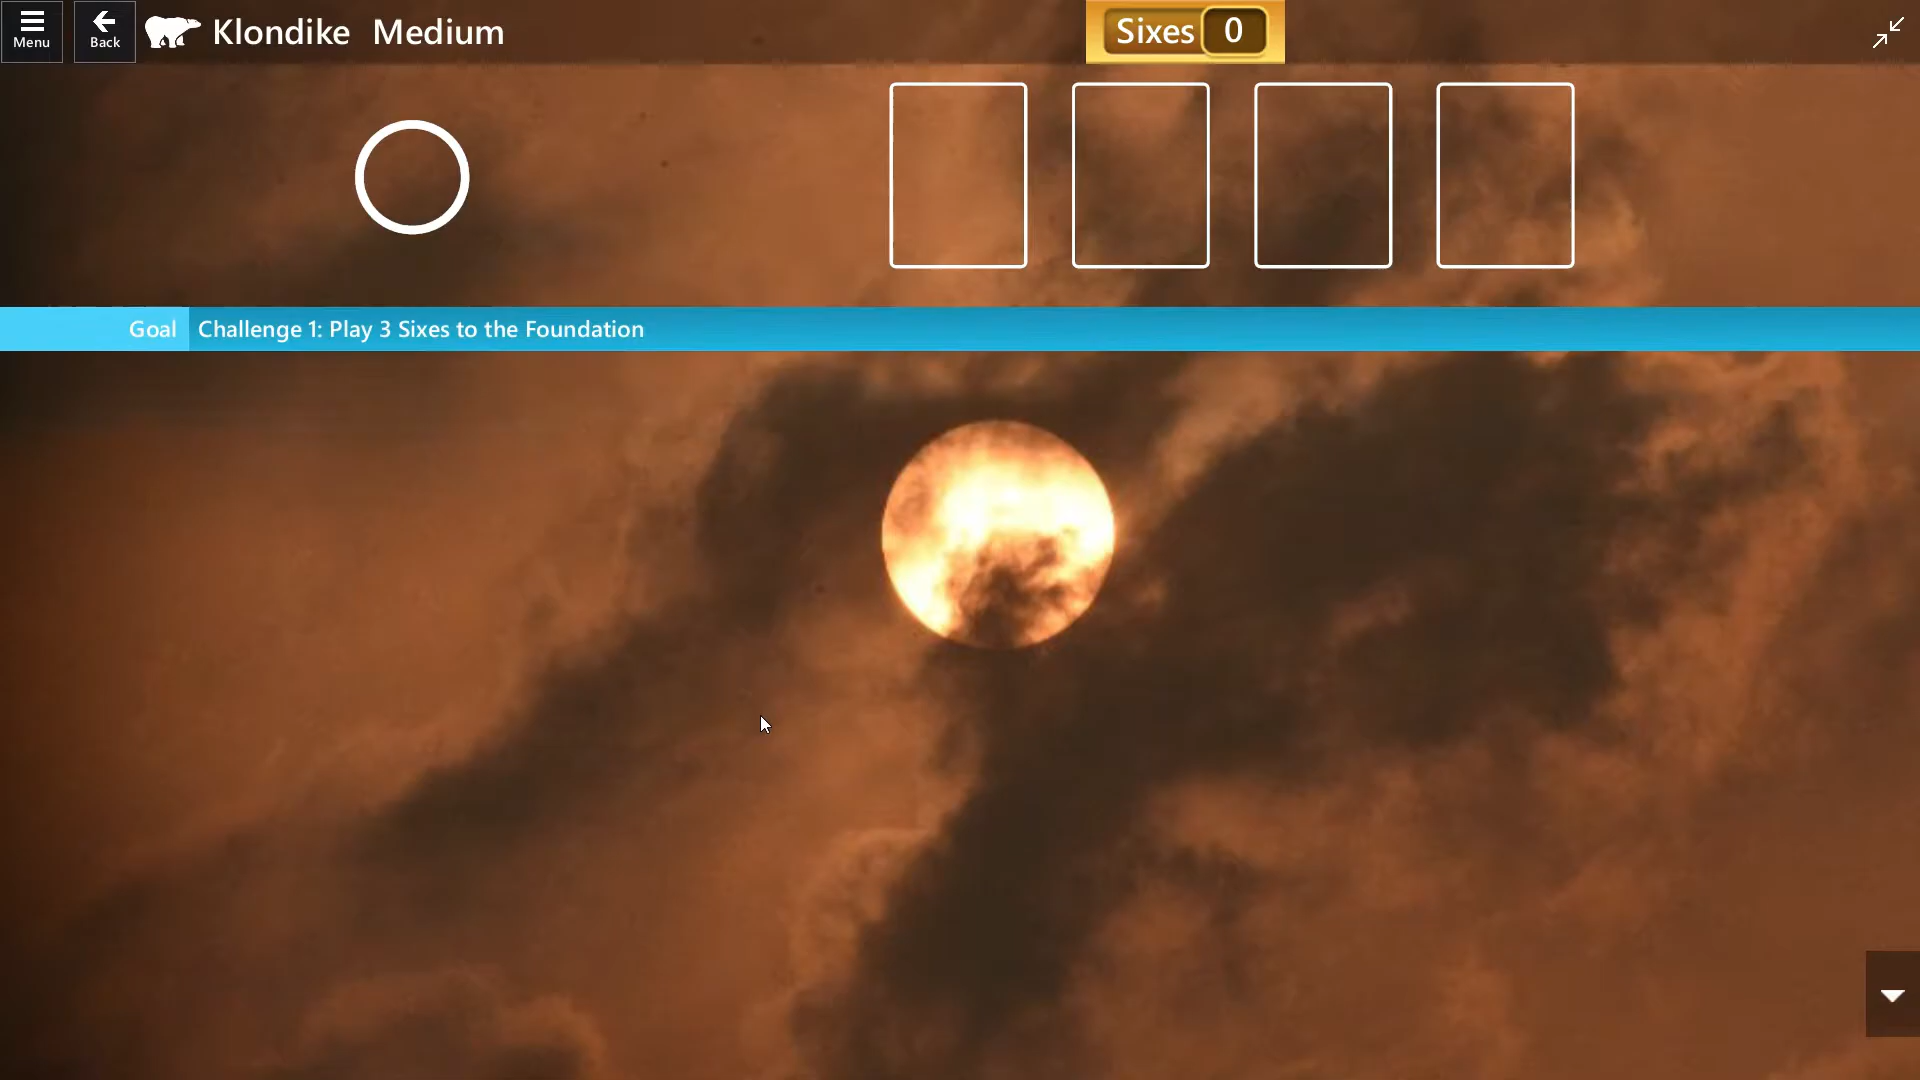 Menu
Back
Klondike Medium
Sixes 0
Goal Challenge 1: Play 3 Sixes to the Foundation